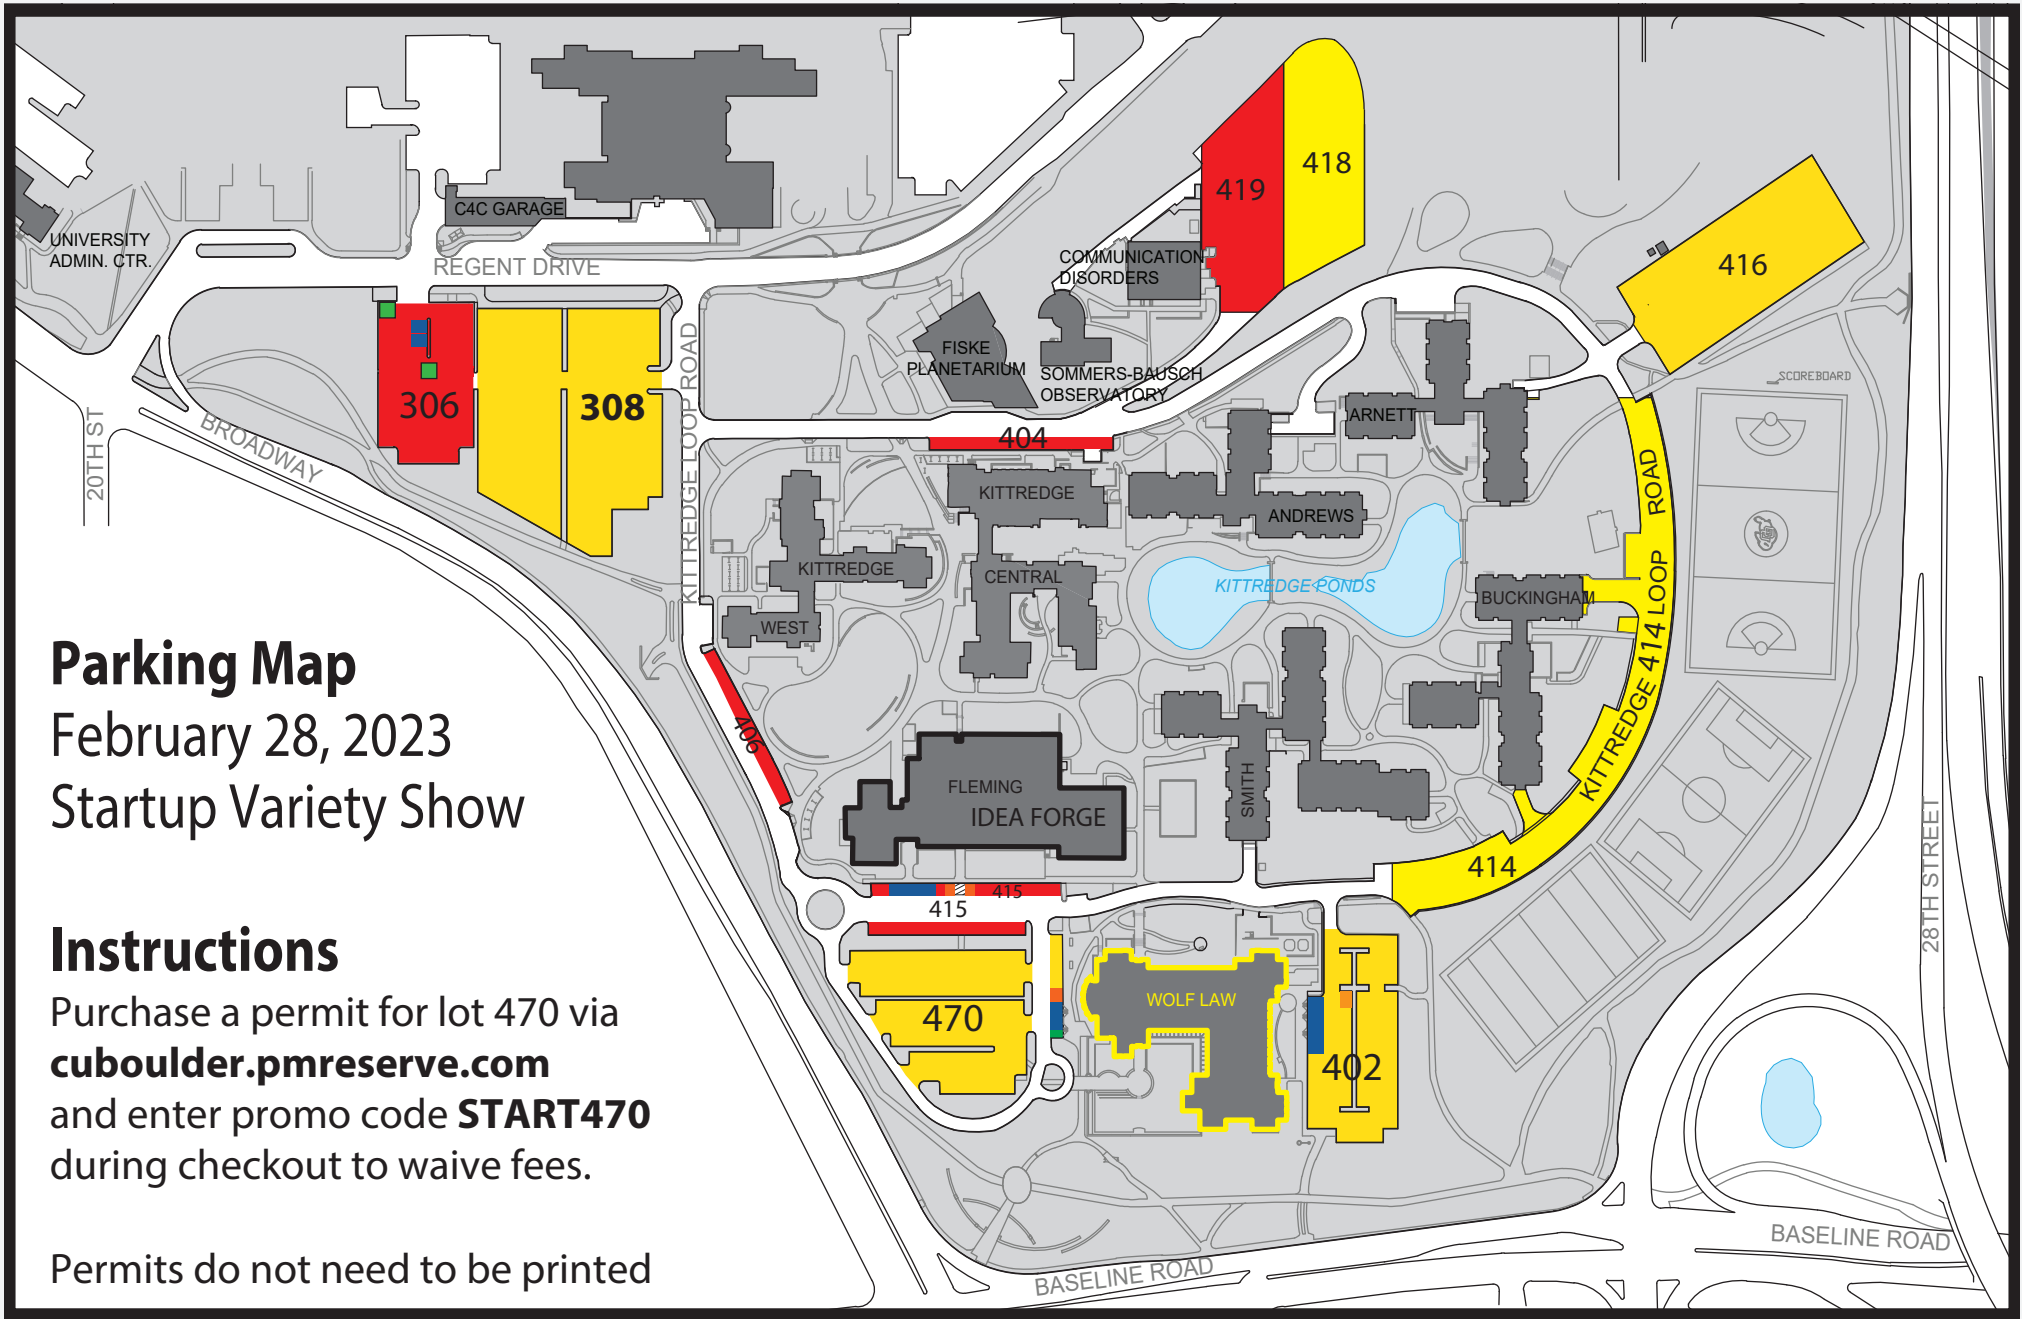 418
419
C4C GARAGE
UNIVERSITY
ADMIN. CTR.
REGENT DRIVE
COMMUNICATION
DISORDERS
416
FISKE
PLANETARIUM
SOMMERS-BAUSCH
OBSERVATORY
SCOREBOARD
306
308
KITTREDGE LOOP ROAD
20TH ST
BROADWAY
404
ARNETT
KITTREDGE
ANDREWS
KITTREDGE
CENTRAL
KITTREDGE PONDS
BUCKINGHAM
KITTREDGE 414 LOOP ROAD
WEST
Parking Map
February 28, 2023
Startup Variety Show
406
FLEMING
IDEA FORGE
SMITH
414
415
415
28TH STREET
Instructions
Purchase a permit for lot 470 via
cuboulder.pmreserve.com
and enter promo code START470
during checkout to waive fees.
Permits do not need to be printed
470
WOLF LAW
402
BASELINE ROAD
BASELINE ROAD